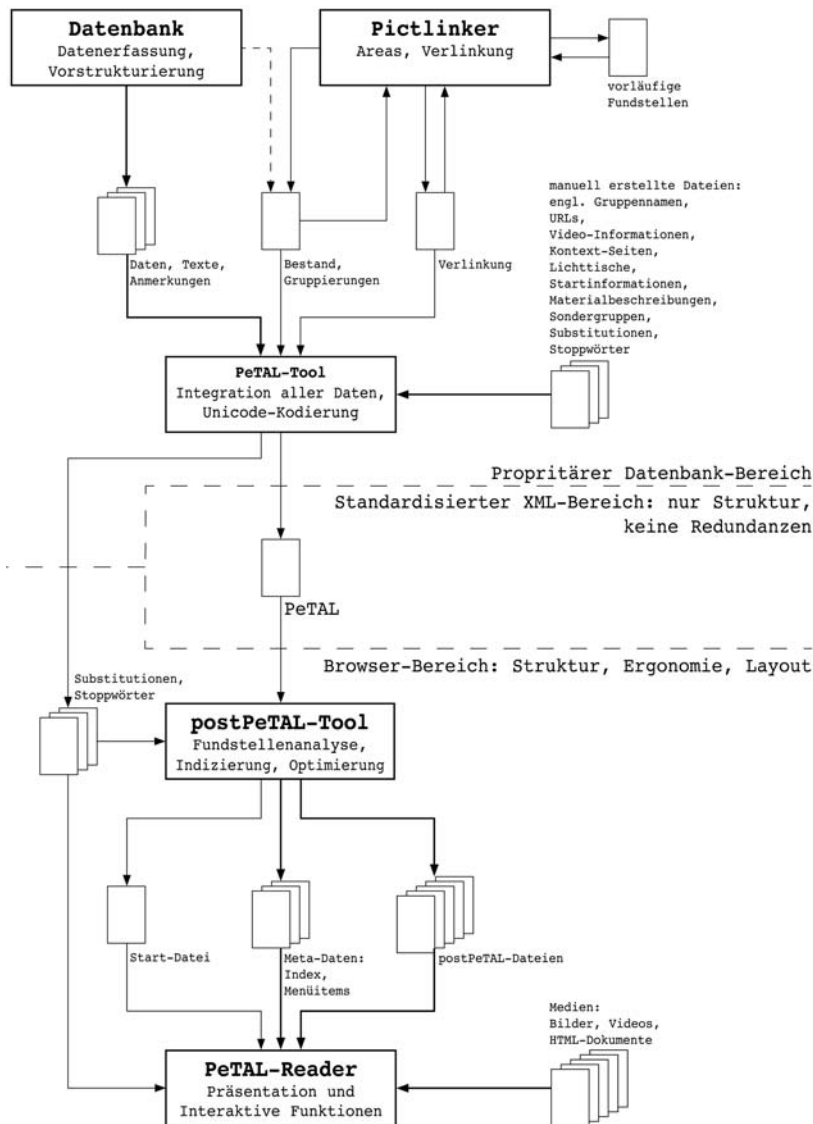 Datenbank
Datenerfassung,
Vorstrukturierung
Pictlinker
Areas, Verlinkung
vorläufige
Fundstellen
manuell erstellte Dateien:
engl. Gruppennamen,
URLs,
Video-Informationen,
Kontext-Seiten,
Lichttische,
Startinformationen,
Materialbeschreibungen,
Sondergruppen,
Substitutionen,
Stoppwörter
Daten, Texte,
Anmerkungen
Bestand,
Gruppierungen
Verlinkung
PeTAL-Tool
Integration aller Daten,
Unicode-Kodierung
Propritärer Datenbank-Bereich
Standardisierter XML-Bereich: nur Struktur,
keine Redundanzen
PeTAL
Browser-Bereich: Struktur, Ergonomie, Layout
Substitutionen,
Stoppwörter
postPeTAL-Tool
Fundstellenanalyse,
Indizierung, Optimierung
Start-Datei
Meta-Daten:
Index,
Menüitems
postPeTAL-Dateien
Medien:
Bilder, Videos,
HTML-Dokumente
PeTAL-Reader
Präsentation und
Interaktive Funktionen